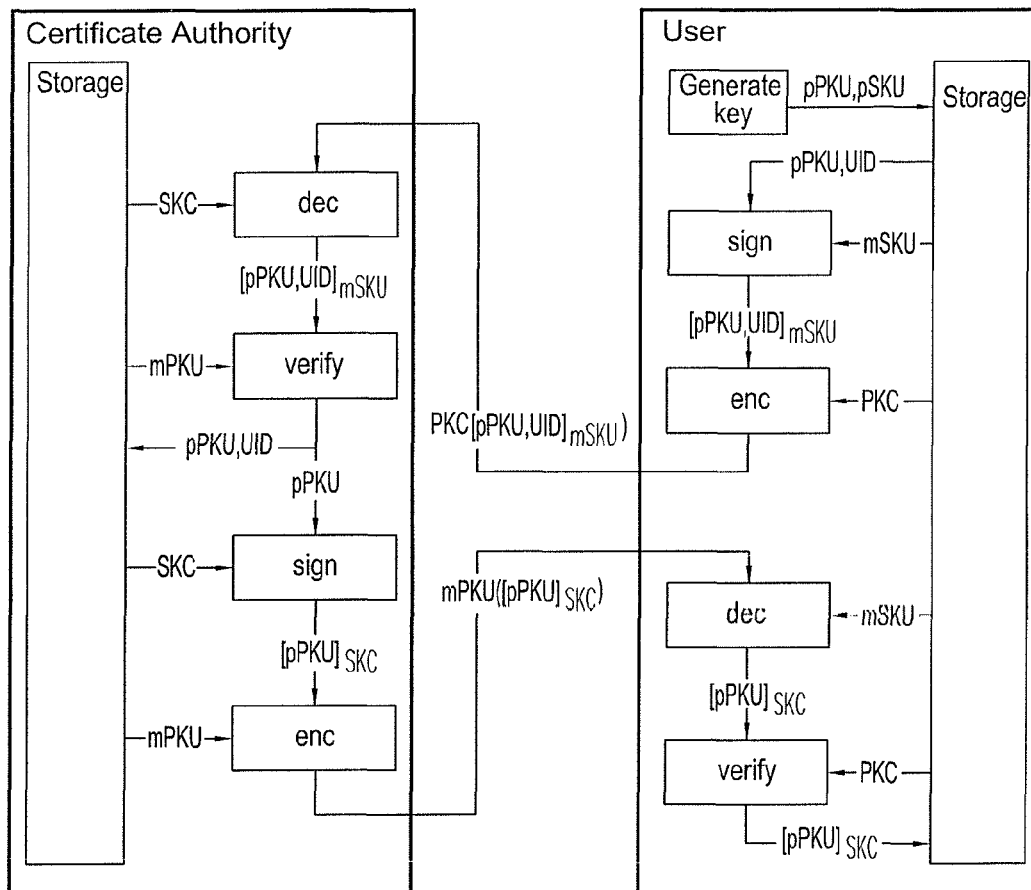 Certificate Authority
Storage
SKC
dec
[pPKU,UID]mSKU
mPKU
verify
pPKU,UID
pPKU
SKC
sign
[pPKU]SKC
mPKU
enc
PKC[pPKU,UID]mSKU)
mPKU([pPKU]SKC)
User
Generate
key
pPKU,pSKU
Storage
pPKU,UID
sign
mSKU
[pPKU,UID]mSKU
enc
PKC
dec
mSKU
[pPKU]SKC
verify
PKC
[pPKU]SKC